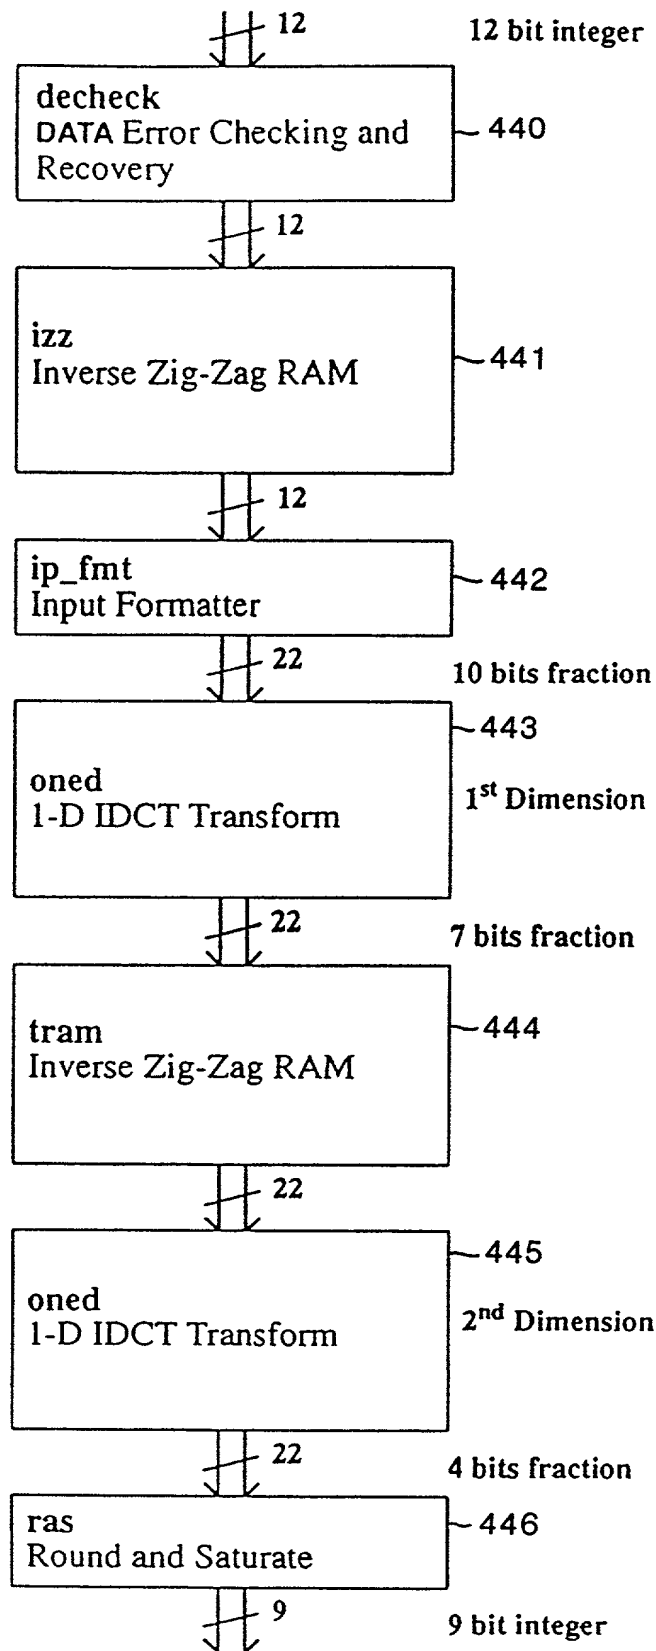 12
12 bit integer
decheck
DATA Error Checking and
Recovery
440
12
izz
Inverse Zig-Zag RAM
441
12
ip_fmt
Input Formatter
442
22
10 bits fraction
443
oned
1-D IDCT Transform
1st Dimension
22
7 bits fraction
tram
Inverse Zig-Zag RAM
444
22
445
oned
1-D IDCT Transform
2nd Dimension
22
4 bits fraction
ras
Round and Saturate
446
9
9 bit integer